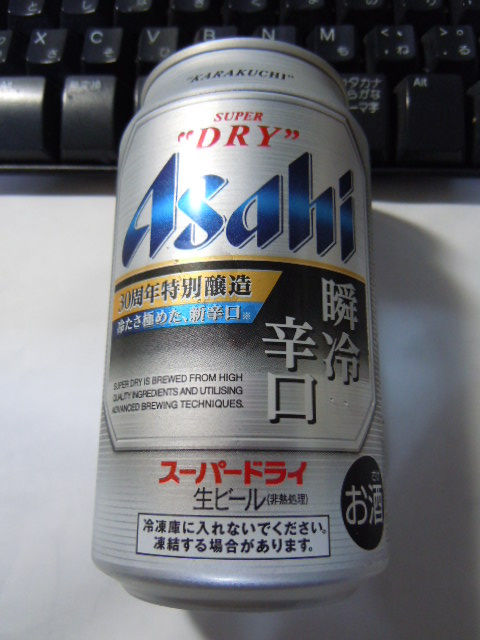 "KARAKUCHI"
SUPER
"DRY"
Asahi
30周年特別醸造
冷たさ極めた、新辛口※
瞬冷
辛口
SUPER DRY IS BREWED FROM HIGH
QUALITY INGREDIENTS AND UTILISING
ADVANCED BREWING TECHNIQUES.
スーパードライ
生ビール(非熱処理)
お酒
冷凍庫に入れないでください。
凍結する場合があります。
Z
X
C
V
B
N
M
Alt
無変換